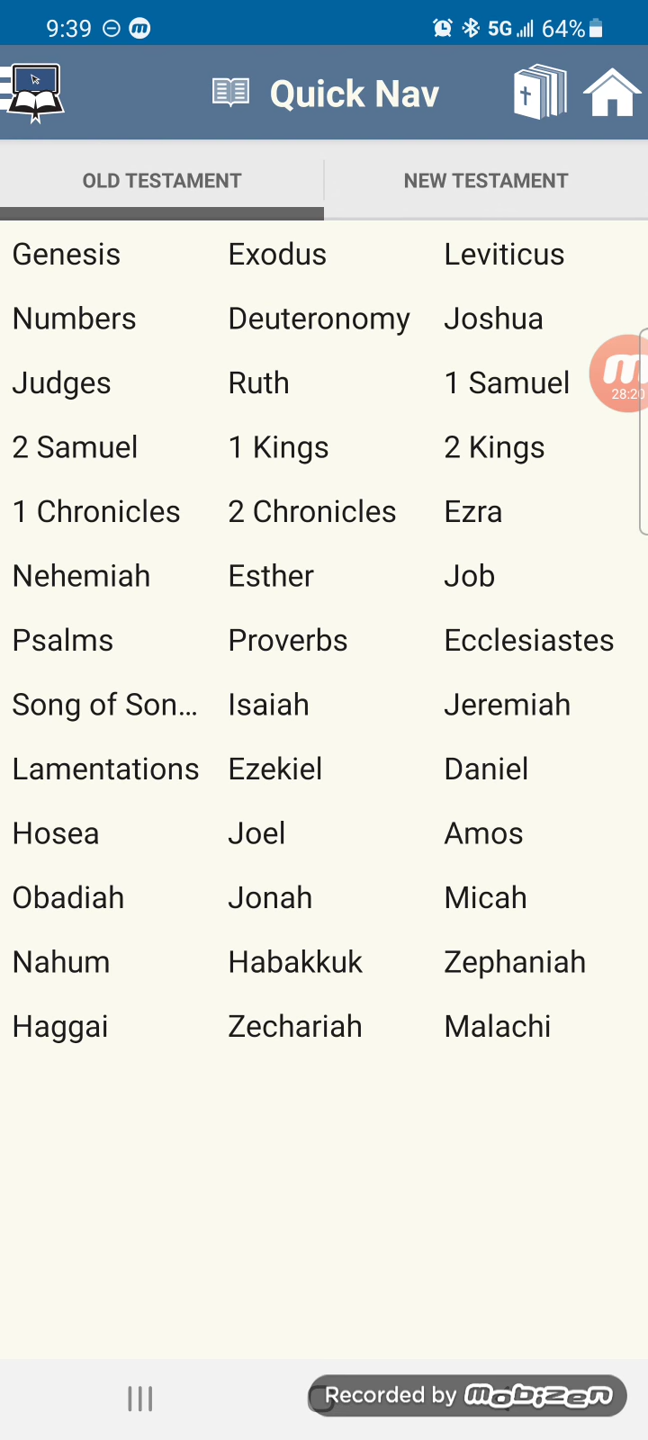 9:39 5G 64%
Quick Nav
OLD TESTAMENT NEW TESTAMENT
Genesis Exodus Leviticus
Numbers Deuteronomy Joshua
Judges Ruth 1 Samuel
28:20
2 Samuel 1 Kings 2 Kings
1 Chronicles 2 Chronicles Ezra
Nehemiah Esther Job
Psalms Proverbs Ecclesiastes
Song of Son... Isaiah Jeremiah
Lamentations Ezekiel Daniel
Hosea Joel Amos
Obadiah Jonah Micah
Nahum Habakkuk Zephaniah
Haggai Zechariah Malachi
Recorded by mobizen